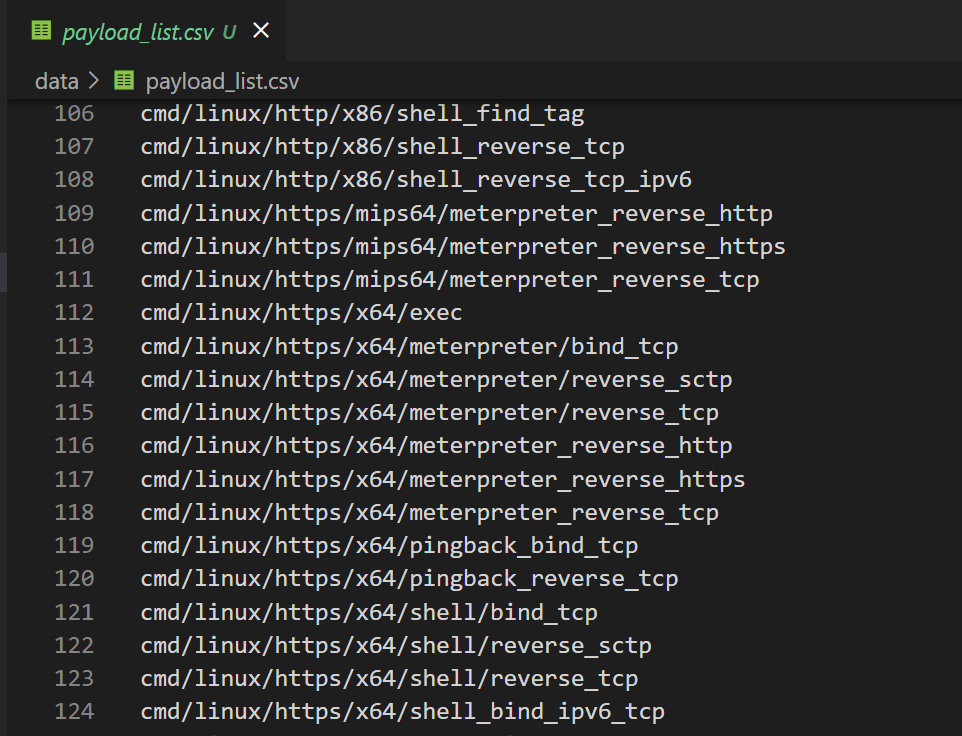 payload_list.csv U
data > payload_list.csv
106 cmd/linux/http/x86/shell_find_tag
107 cmd/linux/http/x86/shell_reverse_tcp
108 cmd/linux/http/x86/shell_reverse_tcp_ipv6
109 cmd/linux/https/mips64/meterpreter_reverse_http
110 cmd/linux/https/mips64/meterpreter_reverse_https
111 cmd/linux/https/mips64/meterpreter_reverse_tcp
112 cmd/linux/https/x64/exec
113 cmd/linux/https/x64/meterpreter/bind_tcp
114 cmd/linux/https/x64/meterpreter/reverse_sctp
115 cmd/linux/https/x64/meterpreter/reverse_tcp
116 cmd/linux/https/x64/meterpreter_reverse_http
117 cmd/linux/https/x64/meterpreter_reverse_https
118 cmd/linux/https/x64/meterpreter_reverse_tcp
119 cmd/linux/https/x64/pingback_bind_tcp
120 cmd/linux/https/x64/pingback_reverse_tcp
121 cmd/linux/https/x64/shell/bind_tcp
122 cmd/linux/https/x64/shell/reverse_sctp
123 cmd/linux/https/x64/shell/reverse_tcp
124 cmd/linux/https/x64/shell_bind_ipv6_tcp